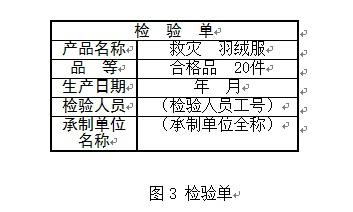 检 验 单
产品名称 救灾 羽绒服
品 等 合格品 20件
生产日期 年 月
检验人员 （检验人员工号）
承制单位 （承制单位全称）
名称
图3 检验单